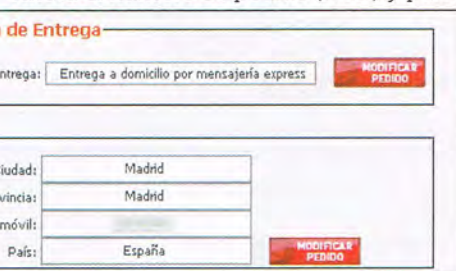 de Entrega
ntrega: Entrega a domicilio por mensajería express MODIFICAR PEDIDO
iudad: Madrid
vincia: Madrid
móvil:
País: España MODIFICAR PEDIDO